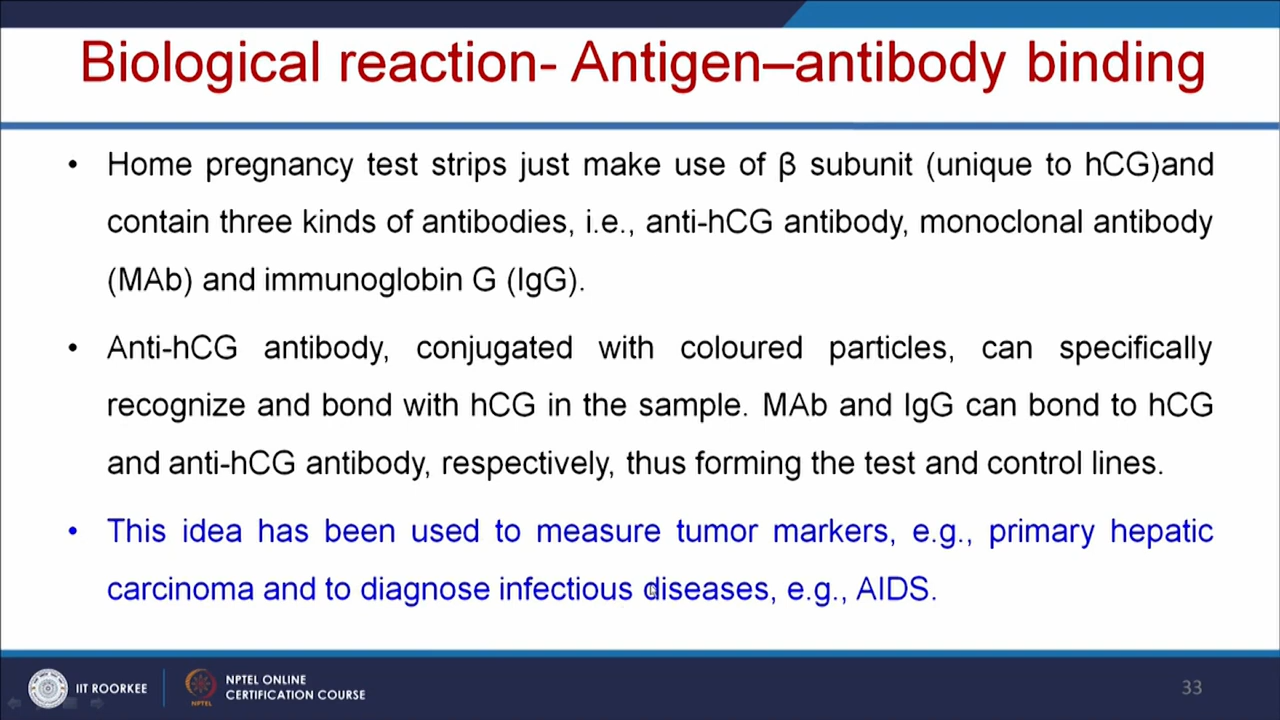 Biological reaction- Antigen–antibody binding
• Home pregnancy test strips just make use of β subunit (unique to hCG)and
contain three kinds of antibodies, i.e., anti-hCG antibody, monoclonal antibody
(MAb) and immunoglobin G (IgG).
• Anti-hCG antibody, conjugated with coloured particles, can specifically
recognize and bond with hCG in the sample. MAb and IgG can bond to hCG
and anti-hCG antibody, respectively, thus forming the test and control lines.
• This idea has been used to measure tumor markers, e.g., primary hepatic
carcinoma and to diagnose infectious diseases, e.g., AIDS.
IIT ROORKEE
NPTEL
NPTEL ONLINE
CERTIFICATION COURSE
33